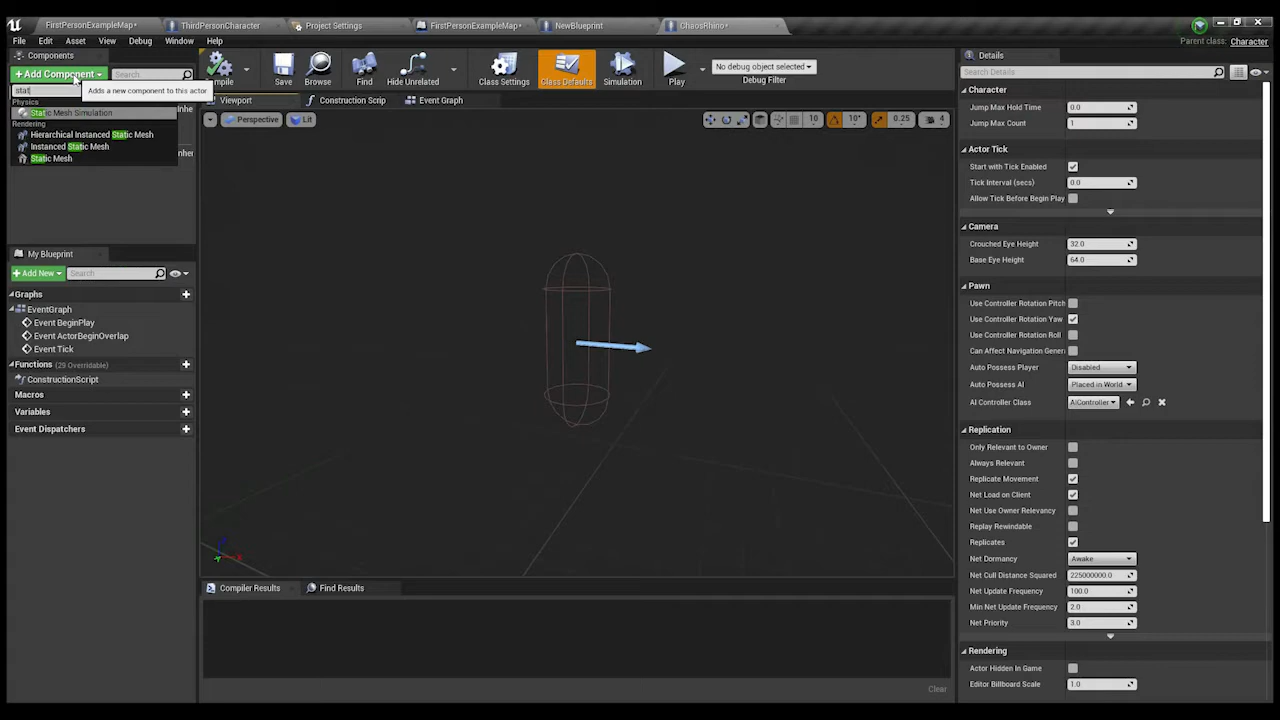 FirstPersonExampleMap*
ThirdPersonCharacter
Project Settings
FirstPersonExampleMap*
NewBlueprint
ChaosRhino*
File Edit Asset View Debug Window Help
Parent class: Character
Components
+Add Component
Search
stat
Adds a new component to this actor
Physics
Static Mesh Simulation
Rendering
Hierarchical Instanced Static Mesh
Instanced Static Mesh
Static Mesh
Save
Browse
Find
Hide Unrelated
Class Settings
Class Defaults
Simulation
Play
No debug object selected
Debug Filter
Viewport
Construction Scrip
Event Graph
Perspective
Lit
10
10°
0.25
4
My Blueprint
+Add New
Search
Graphs
EventGraph
Event BeginPlay
Event ActorBeginOverlap
Event Tick
Functions (29 Overridable)
ConstructionScript
Macros
Variables
Event Dispatchers
Compiler Results
Find Results
Clear
Details
Search Details
Character
Jump Max Hold Time 0.0
Jump Max Count 1
Actor Tick
Start with Tick Enabled
Tick Interval (secs) 0.0
Allow Tick Before Begin Play
Camera
Crouched Eye Height 32.0
Base Eye Height 64.0
Pawn
Use Controller Rotation Pitch
Use Controller Rotation Yaw
Use Controller Rotation Roll
Can Affect Navigation Gener
Auto Possess Player Disabled
Auto Possess AI Placed in World
AI Controller Class AIController
Replication
Only Relevant to Owner
Always Relevant
Replicate Movement
Net Load on Client
Net Use Owner Relevancy
Replay Rewindable
Replicates
Net Dormancy Awake
Net Cull Distance Squared 225000000.0
Net Update Frequency 100.0
Min Net Update Frequency 2.0
Net Priority 3.0
Rendering
Actor Hidden In Game
Editor Billboard Scale 1.0